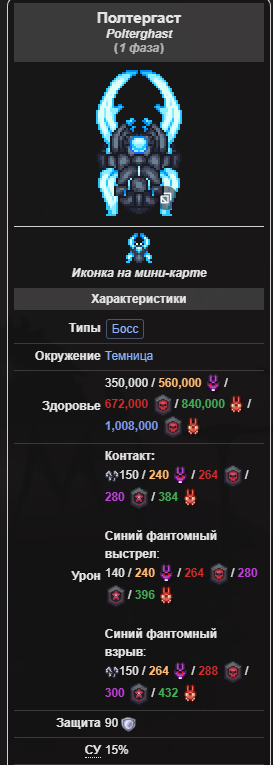 Полтергаст
Polterghast
(1 фаза)
Иконка на мини-карте
Характеристики
Типы Босс
Окружение Темница
350,000 / 560,000 /
Здоровье 672,000 / 840,000 /
1,008,000
Контакт:
150 / 240 / 264 /
280 / 384
Синий фантомный
выстрел:
Урон 140 / 240 / 264 / 280
/ 396
Синий фантомный
взрыв:
150 / 264 / 288 /
300 / 432
Защита 90
СУ 15%